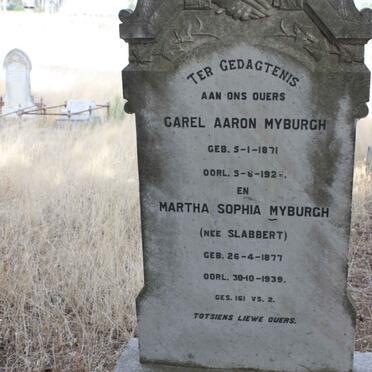 TER GEDAGTENIS
AAN ONS OUERS
CAREL AARON MYBURGH
GEB. 5-1-1871
OORL.
EN
MARTHA SOPHIA MYBURGH
(NEE SLABBERT)
GEB. 26-4-1877
OORL. 30-10-1939.
GES. 161 VS. 2.
TOTSIENS LIEWE OUERS.